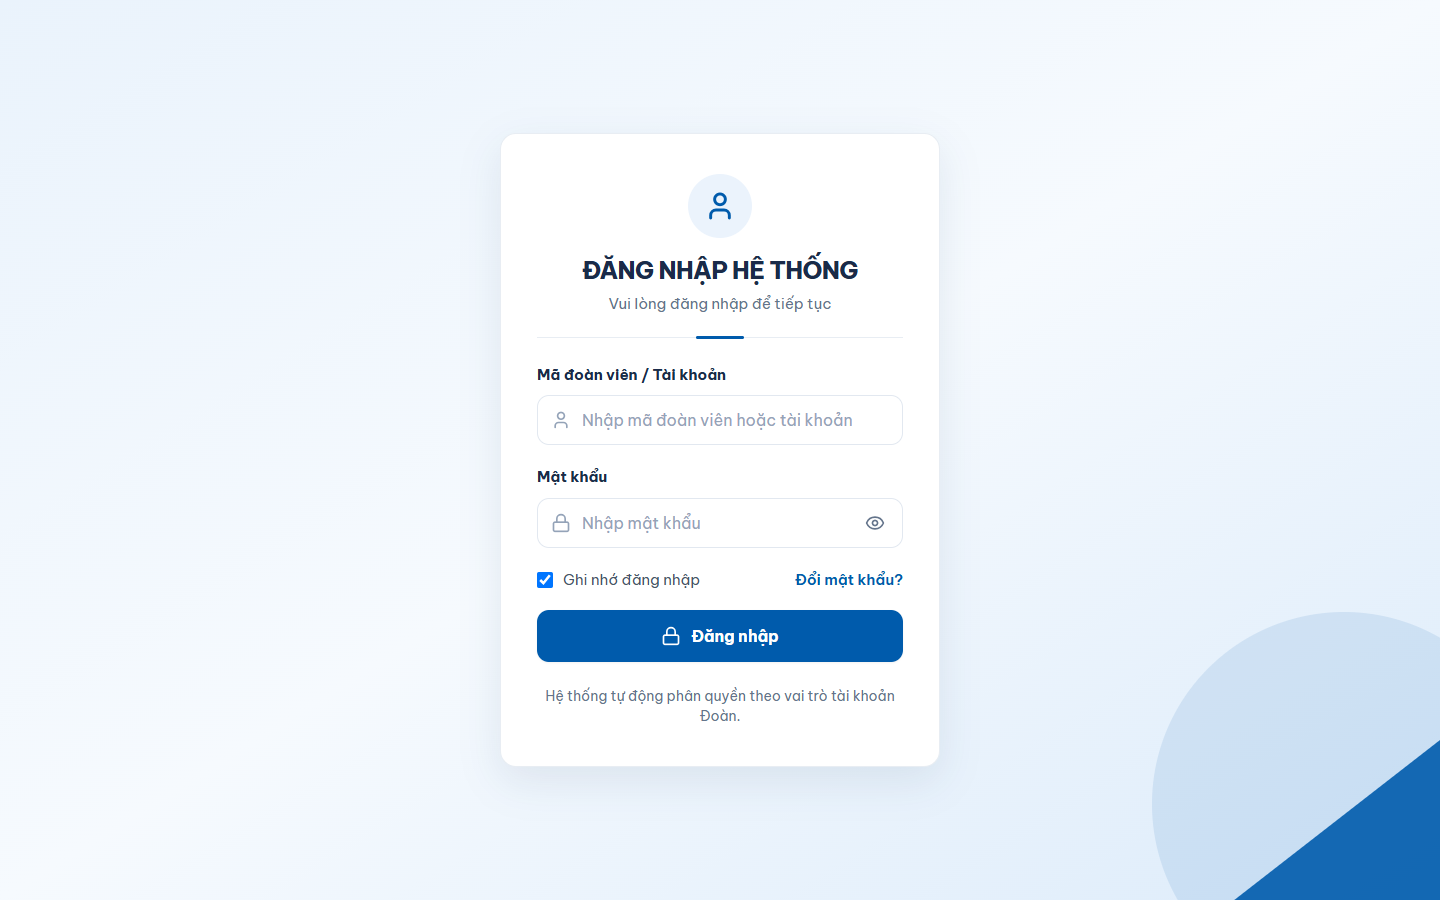 ĐĂNG NHẬP HỆ THỐNG
Vui lòng đăng nhập để tiếp tục
Mã đoàn viên / Tài khoản
Nhập mã đoàn viên hoặc tài khoản
Mật khẩu
Nhập mật khẩu
Ghi nhớ đăng nhập
Đổi mật khẩu?
Đăng nhập
Hệ thống tự động phân quyền theo vai trò tài khoản
Đoàn.